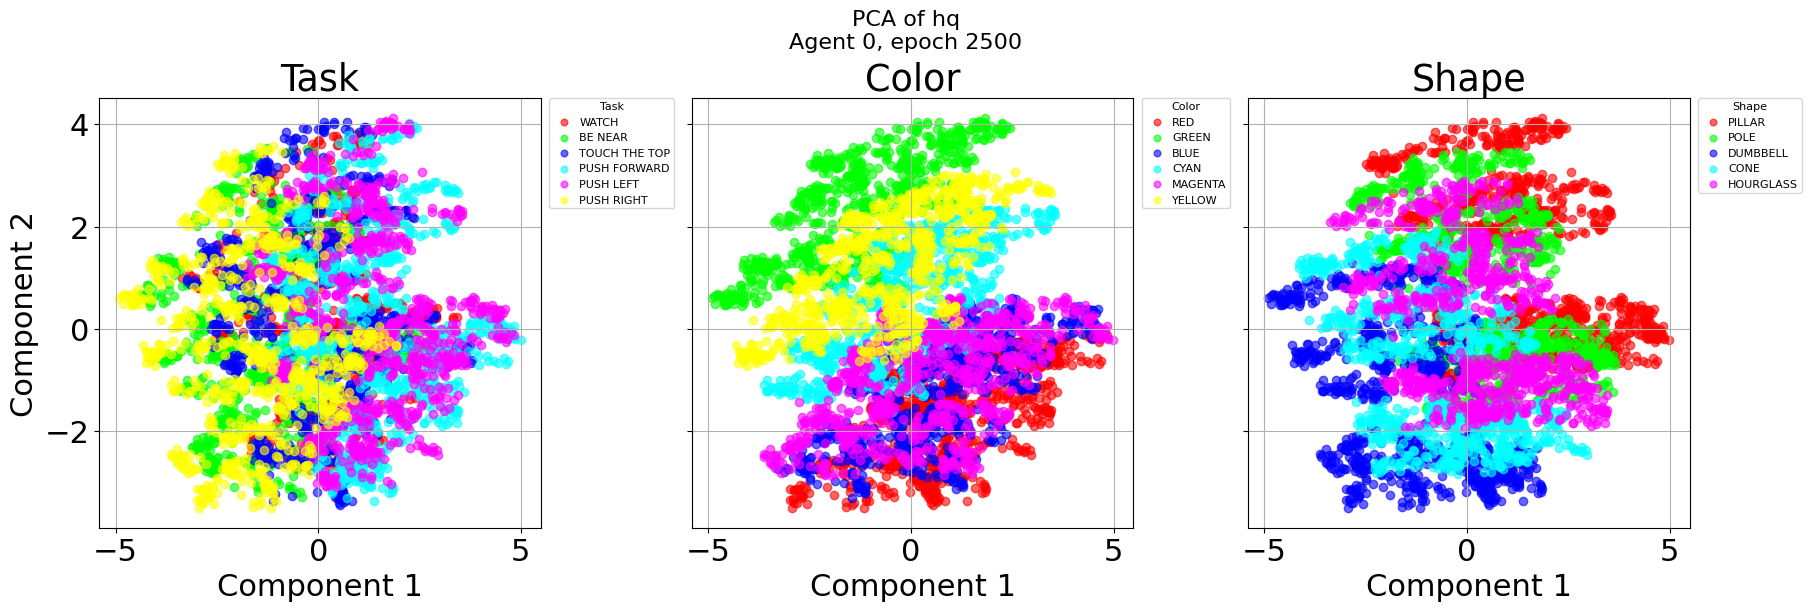 PCA of hq
Agent 0, epoch 2500
Task
Color
Shape
Component 2
4
2
0
−2
−5
0
5
Component 1
Task
WATCH
BE NEAR
TOUCH THE TOP
PUSH FORWARD
PUSH LEFT
PUSH RIGHT
−5
0
5
Component 1
Color
RED
GREEN
BLUE
CYAN
MAGENTA
YELLOW
−5
0
5
Component 1
Shape
PILLAR
POLE
DUMBBELL
CONE
HOURGLASS